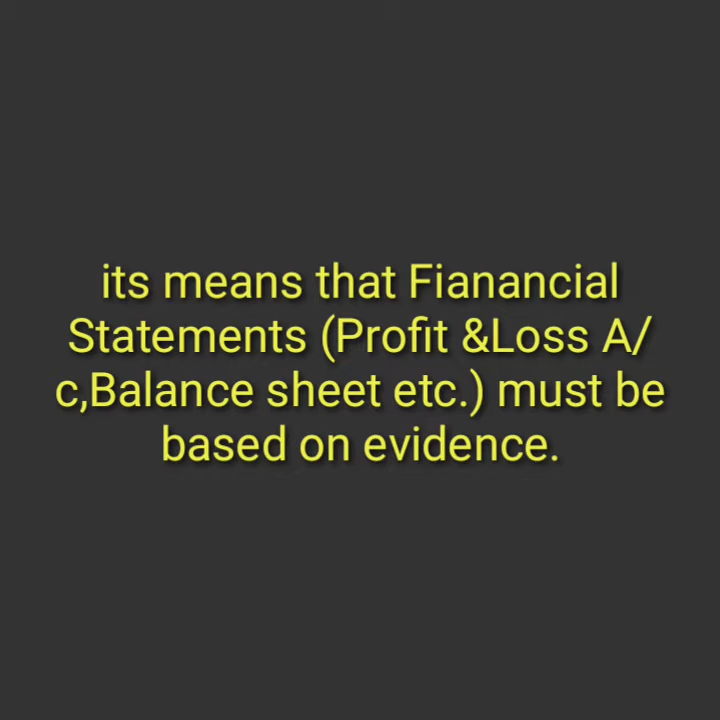 its means that Fianancial
Statements (Profit &Loss A/
c,Balance sheet etc.) must be
based on evidence.